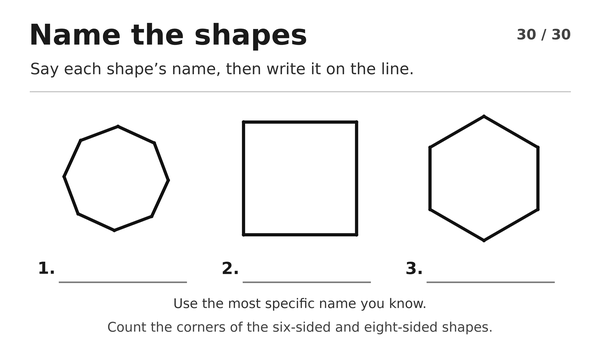 Name the shapes
30 / 30
Say each shape’s name, then write it on the line.
1.
2.
3.
Use the most specific name you know.
Count the corners of the six-sided and eight-sided shapes.